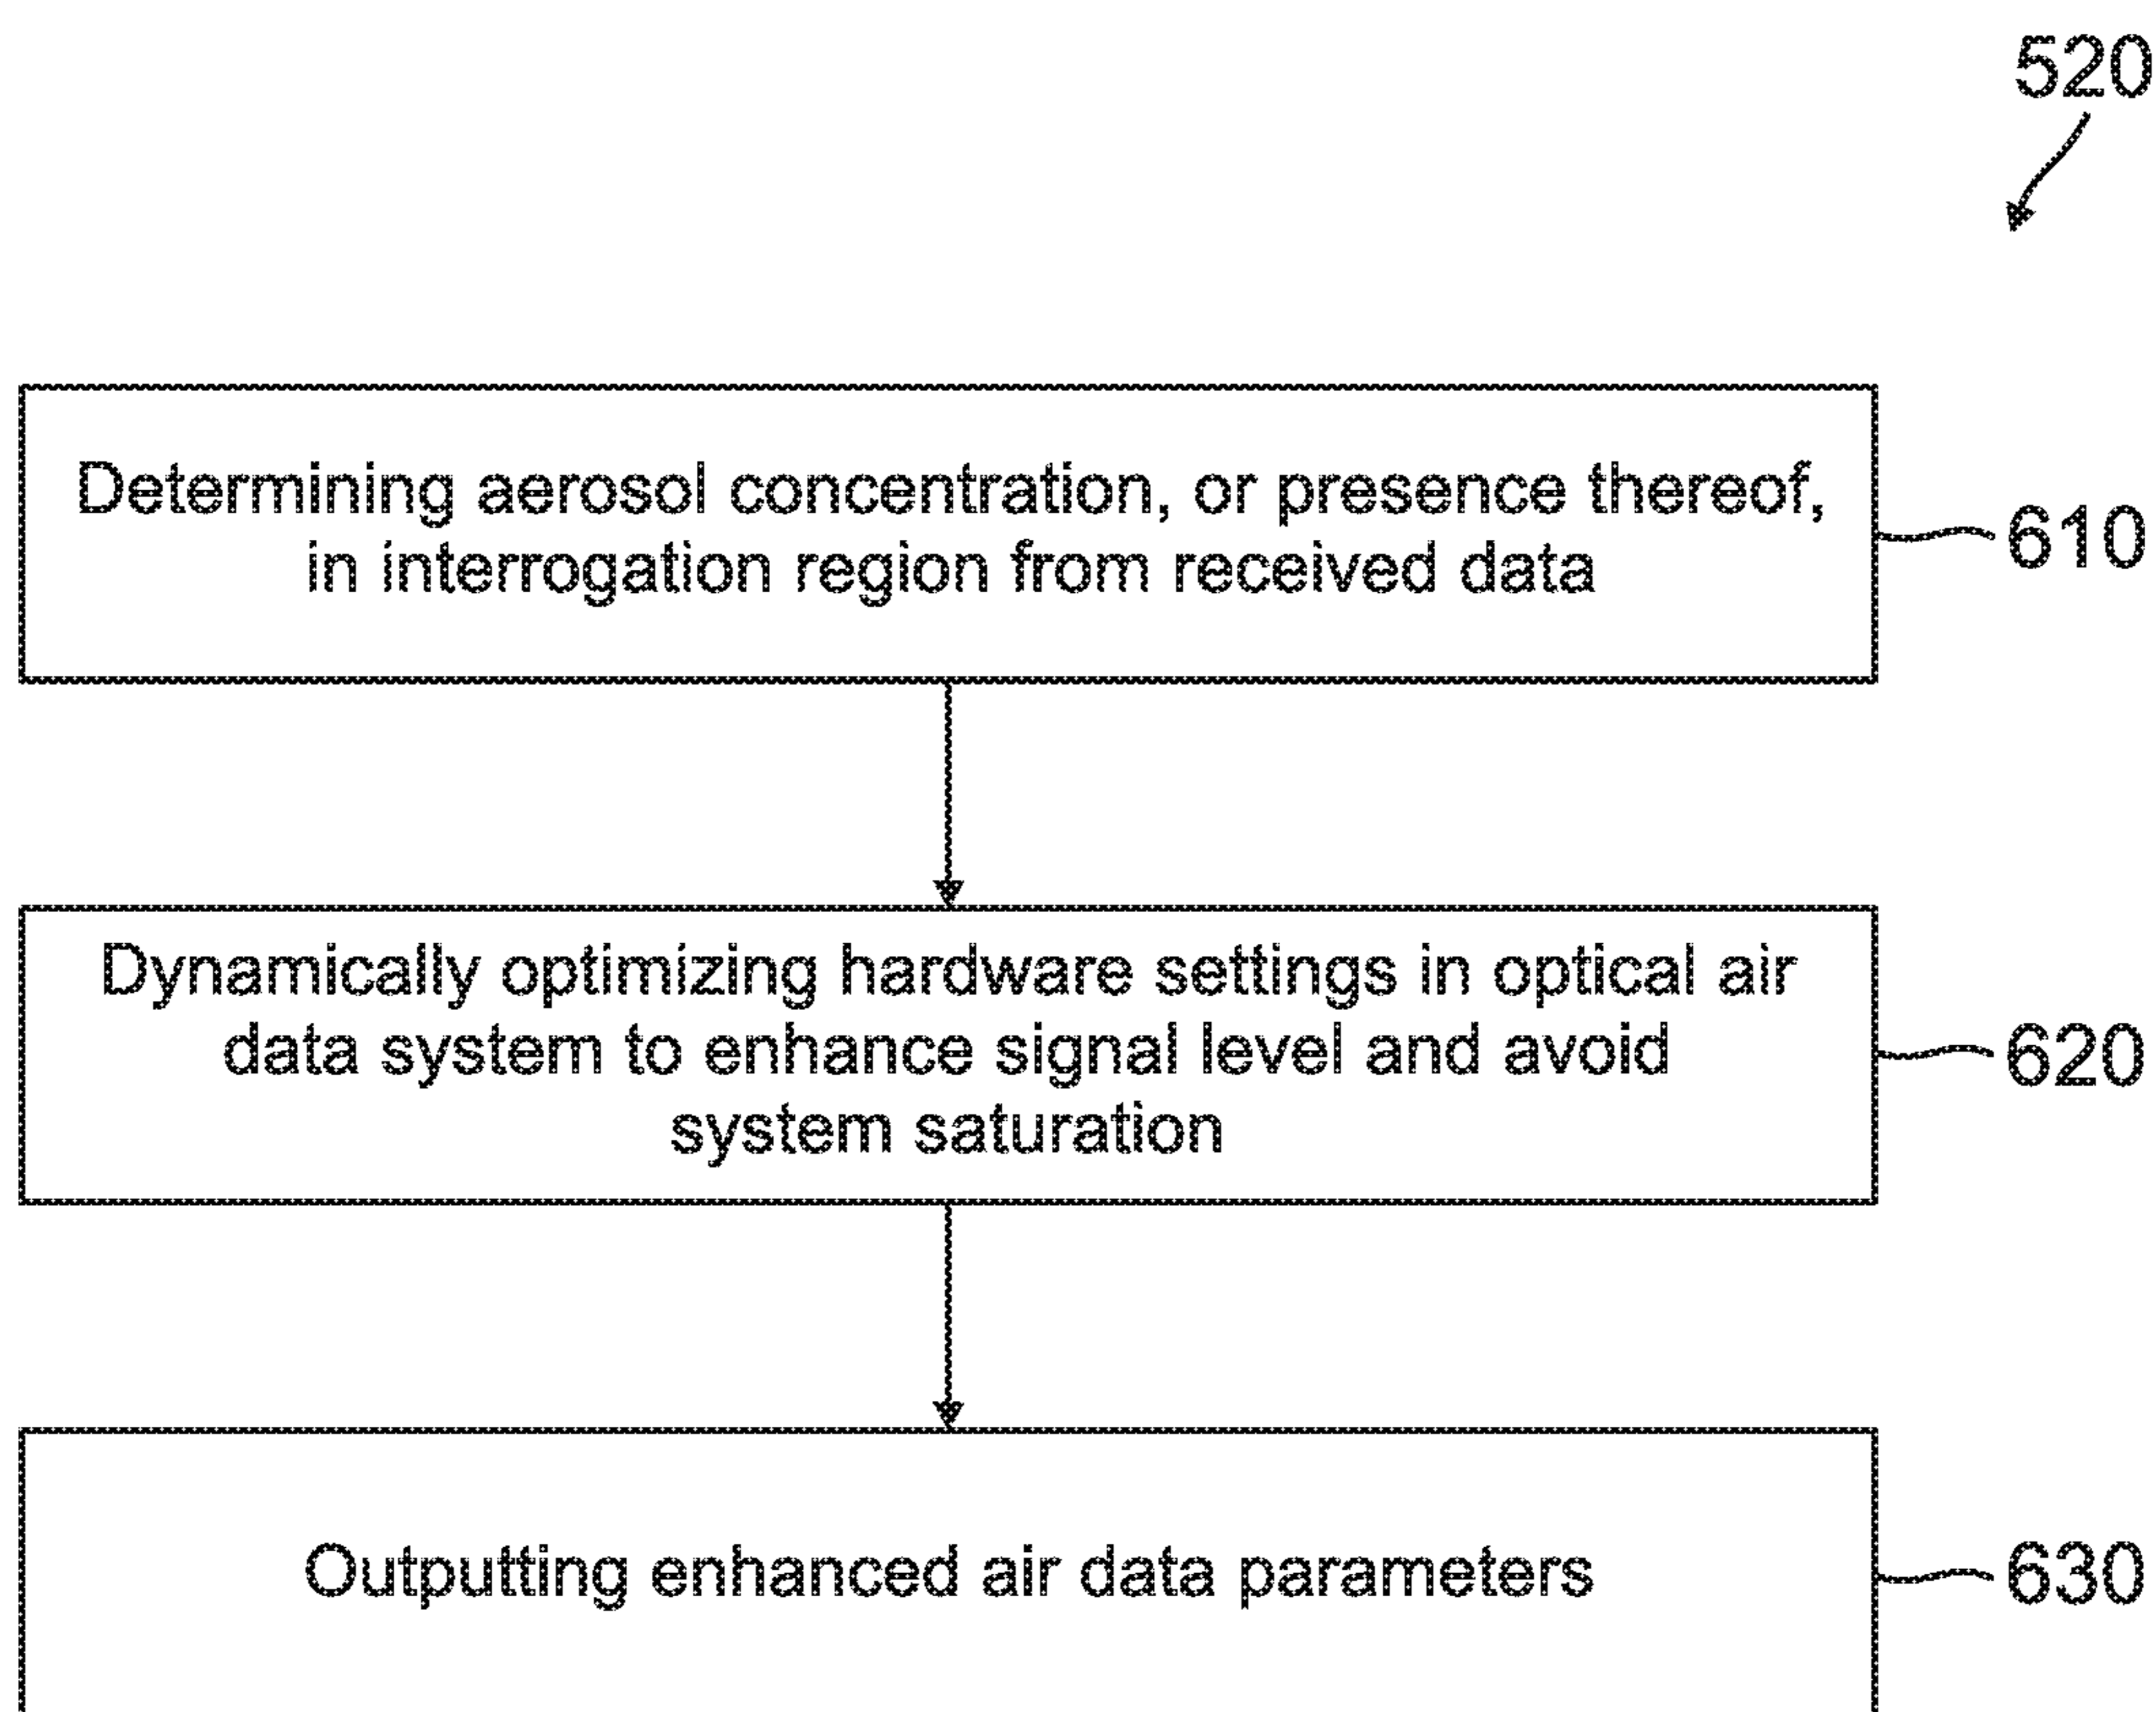 520
Determining aerosol concentration, or presence thereof,
in interrogation region from received data
610
Dynamically optimizing hardware settings in optical air
data system to enhance signal level and avoid
system saturation
620
Outputting enhanced air data parameters
630